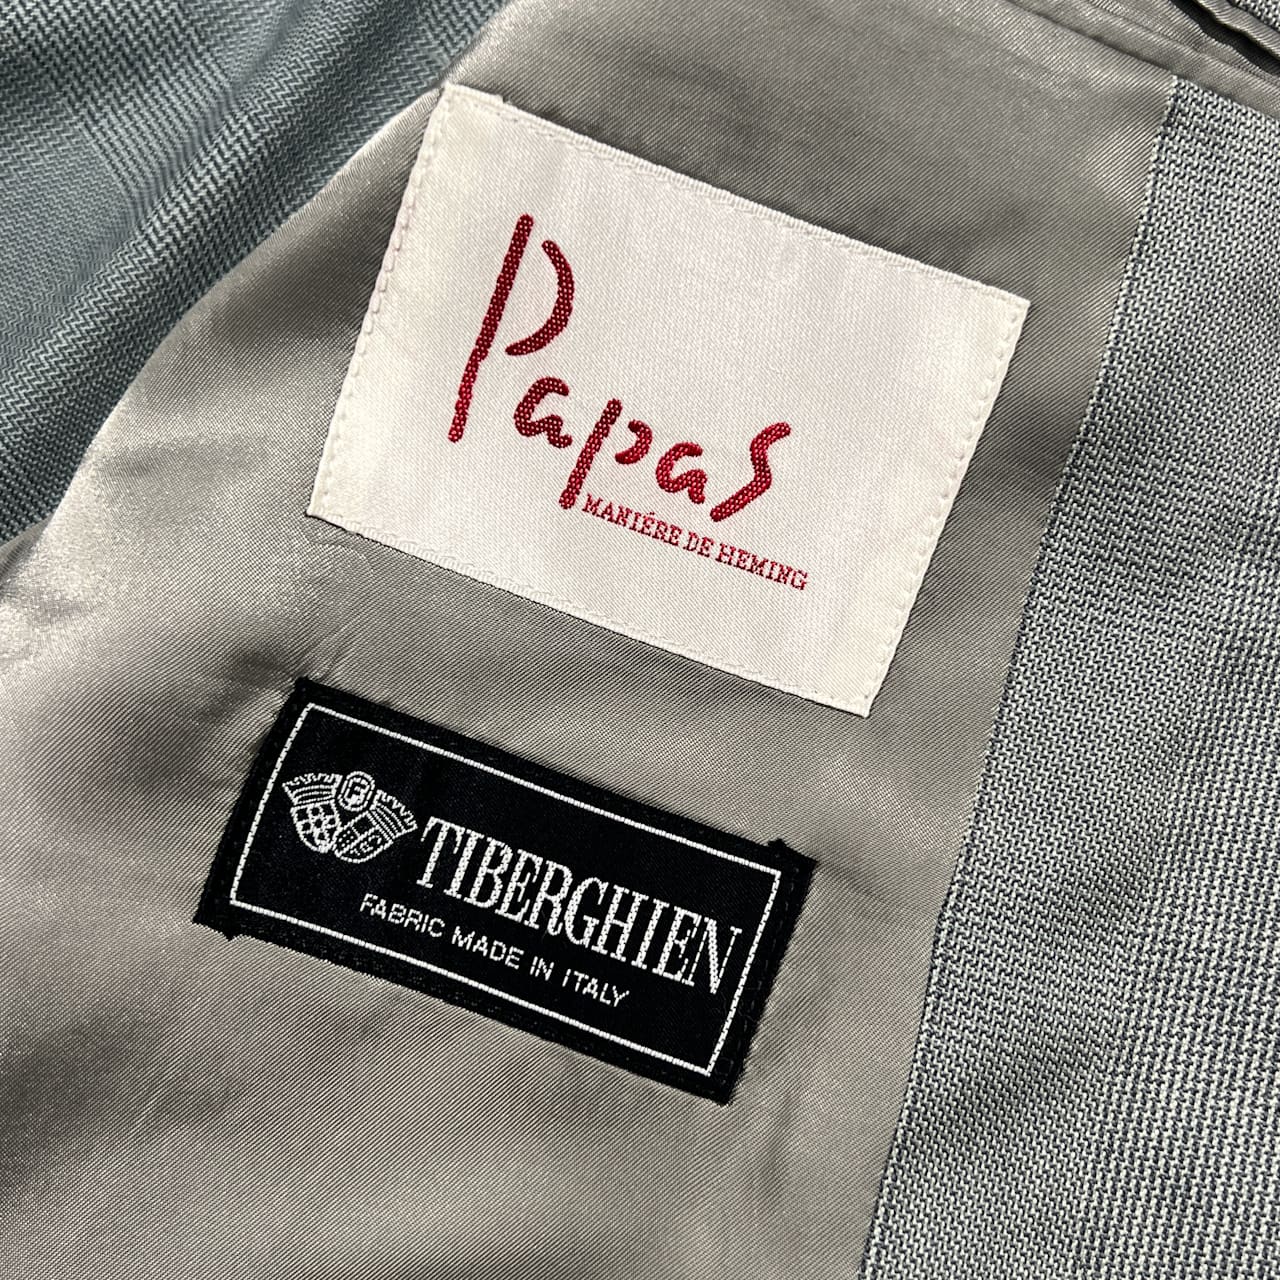 Papas
MANIÉRE DE HEMING
F
TIBERGHIEN
FABRIC MADE IN ITALY